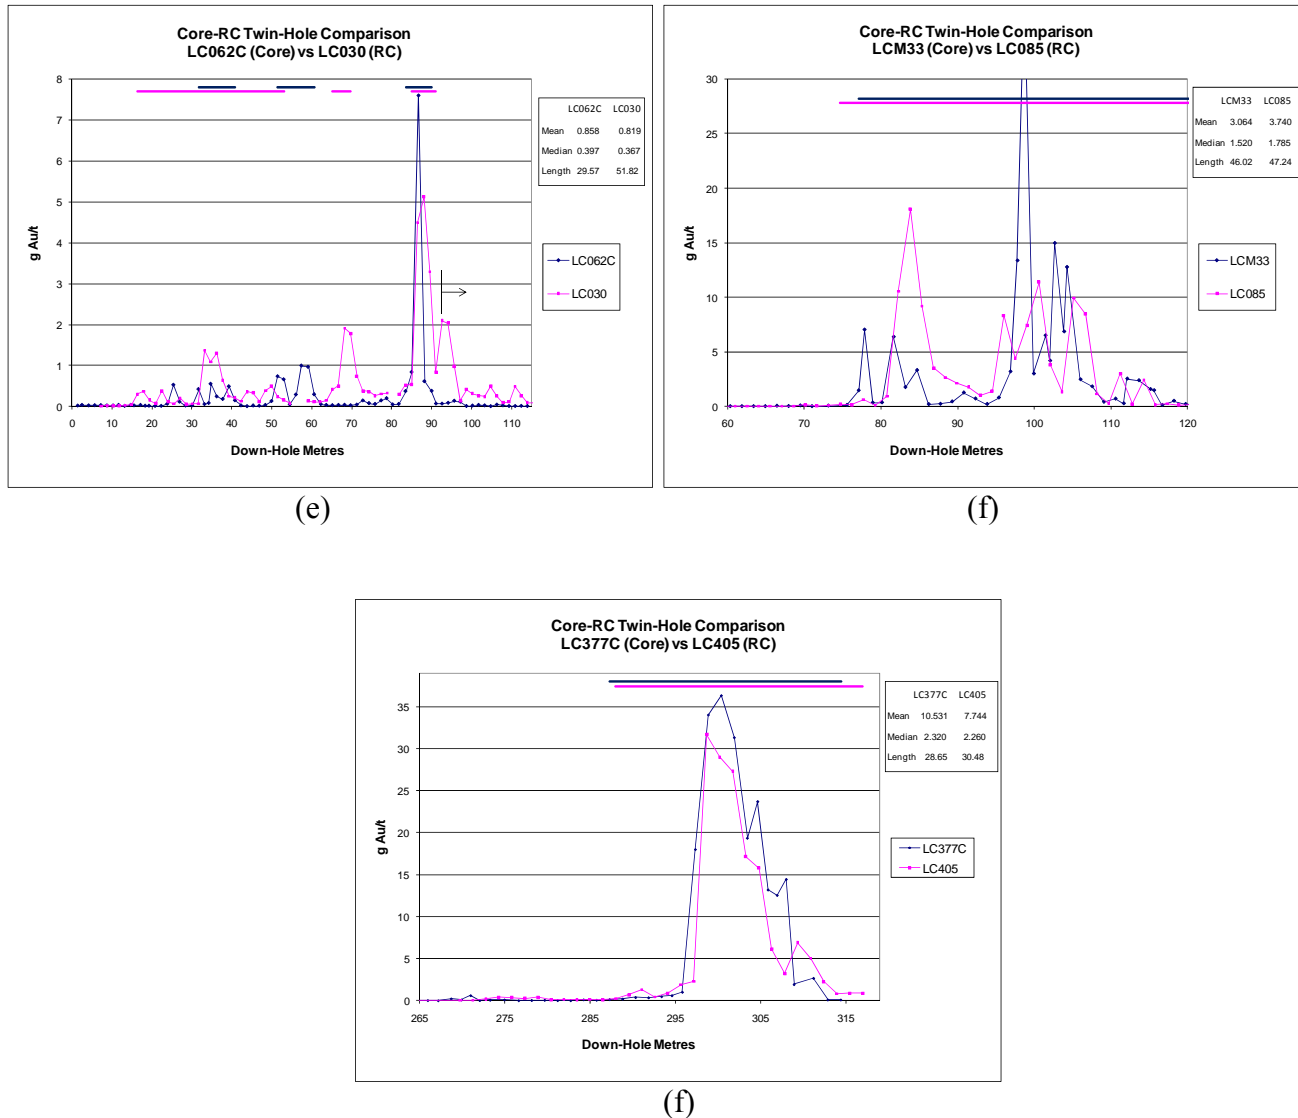 Core-RC Twin-Hole Comparison
LC062C (Core) vs LC030 (RC)
8
7
6
5
4
3
2
1
0
g Au/t
0 10 20 30 40 50 60 70 80 90 100 110
Down-Hole Metres
LC062C LC030
Mean 0.858 0.819
Median 0.397 0.367
Length 29.57 51.82
LC062C
LC030
(e)
Core-RC Twin-Hole Comparison
LCM33 (Core) vs LC085 (RC)
30
25
20
15
10
5
0
g Au/t
60 70 80 90 100 110 120
Down-Hole Metres
LCM33 LC085
Mean 3.064 3.740
Median 1.520 1.785
Length 46.02 47.24
LCM33
LC085
(f)
Core-RC Twin-Hole Comparison
LC377C (Core) vs LC405 (RC)
35
30
25
20
15
10
5
0
g Au/t
265 275 285 295 305 315
Down-Hole Metres
LC377C LC405
Mean 10.531 7.744
Median 2.320 2.260
Length 28.65 30.48
LC377C
LC405
(f)